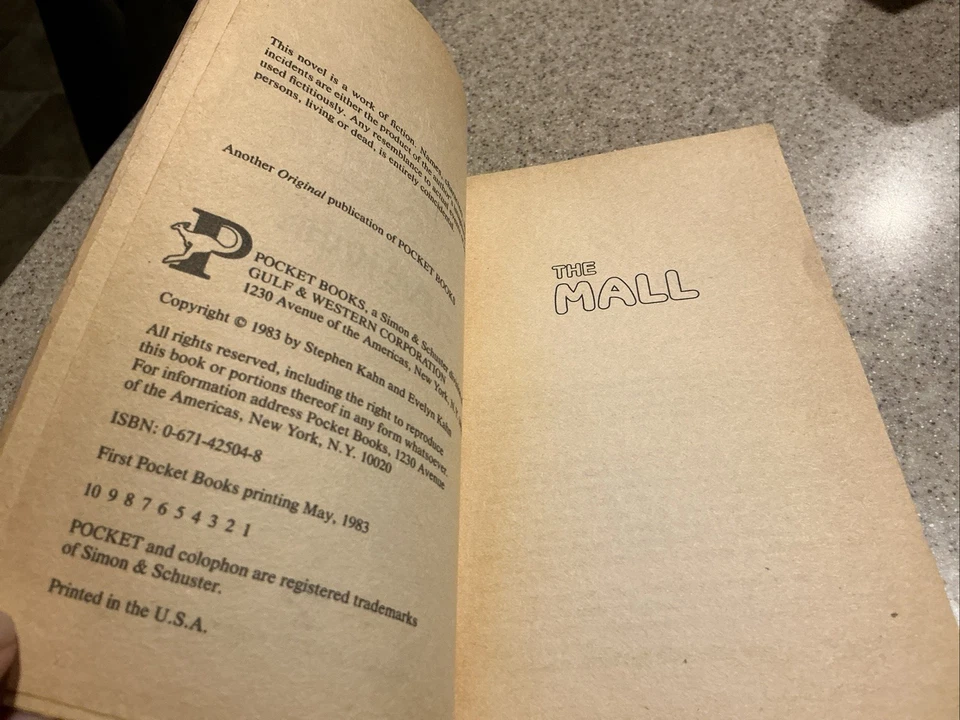 This novel is a work of fiction. Names,
incidents are either the product of the author's
used fictitiously. Any resemblance to actual
persons, living or dead, is entirely coincidental.
Another Original publication of POCKET BOOKS
P
POCKET BOOKS, a Simon & Schuster
GULF & WESTERN CORPORATION
1230 Avenue of the Americas, New York, N.Y.
Copyright © 1983 by Stephen Kahn and Evelyn Kahn
All rights reserved, including the right to reproduce
this book or portions thereof in any form whatsoever.
For information address Pocket Books, 1230 Avenue
of the Americas, New York, N.Y. 10020
ISBN: 0-671-42504-8
First Pocket Books printing May, 1983
10 9 8 7 6 5 4 3 2 1
POCKET and colophon are registered trademarks
of Simon & Schuster.
Printed in the U.S.A.
THE
MALL